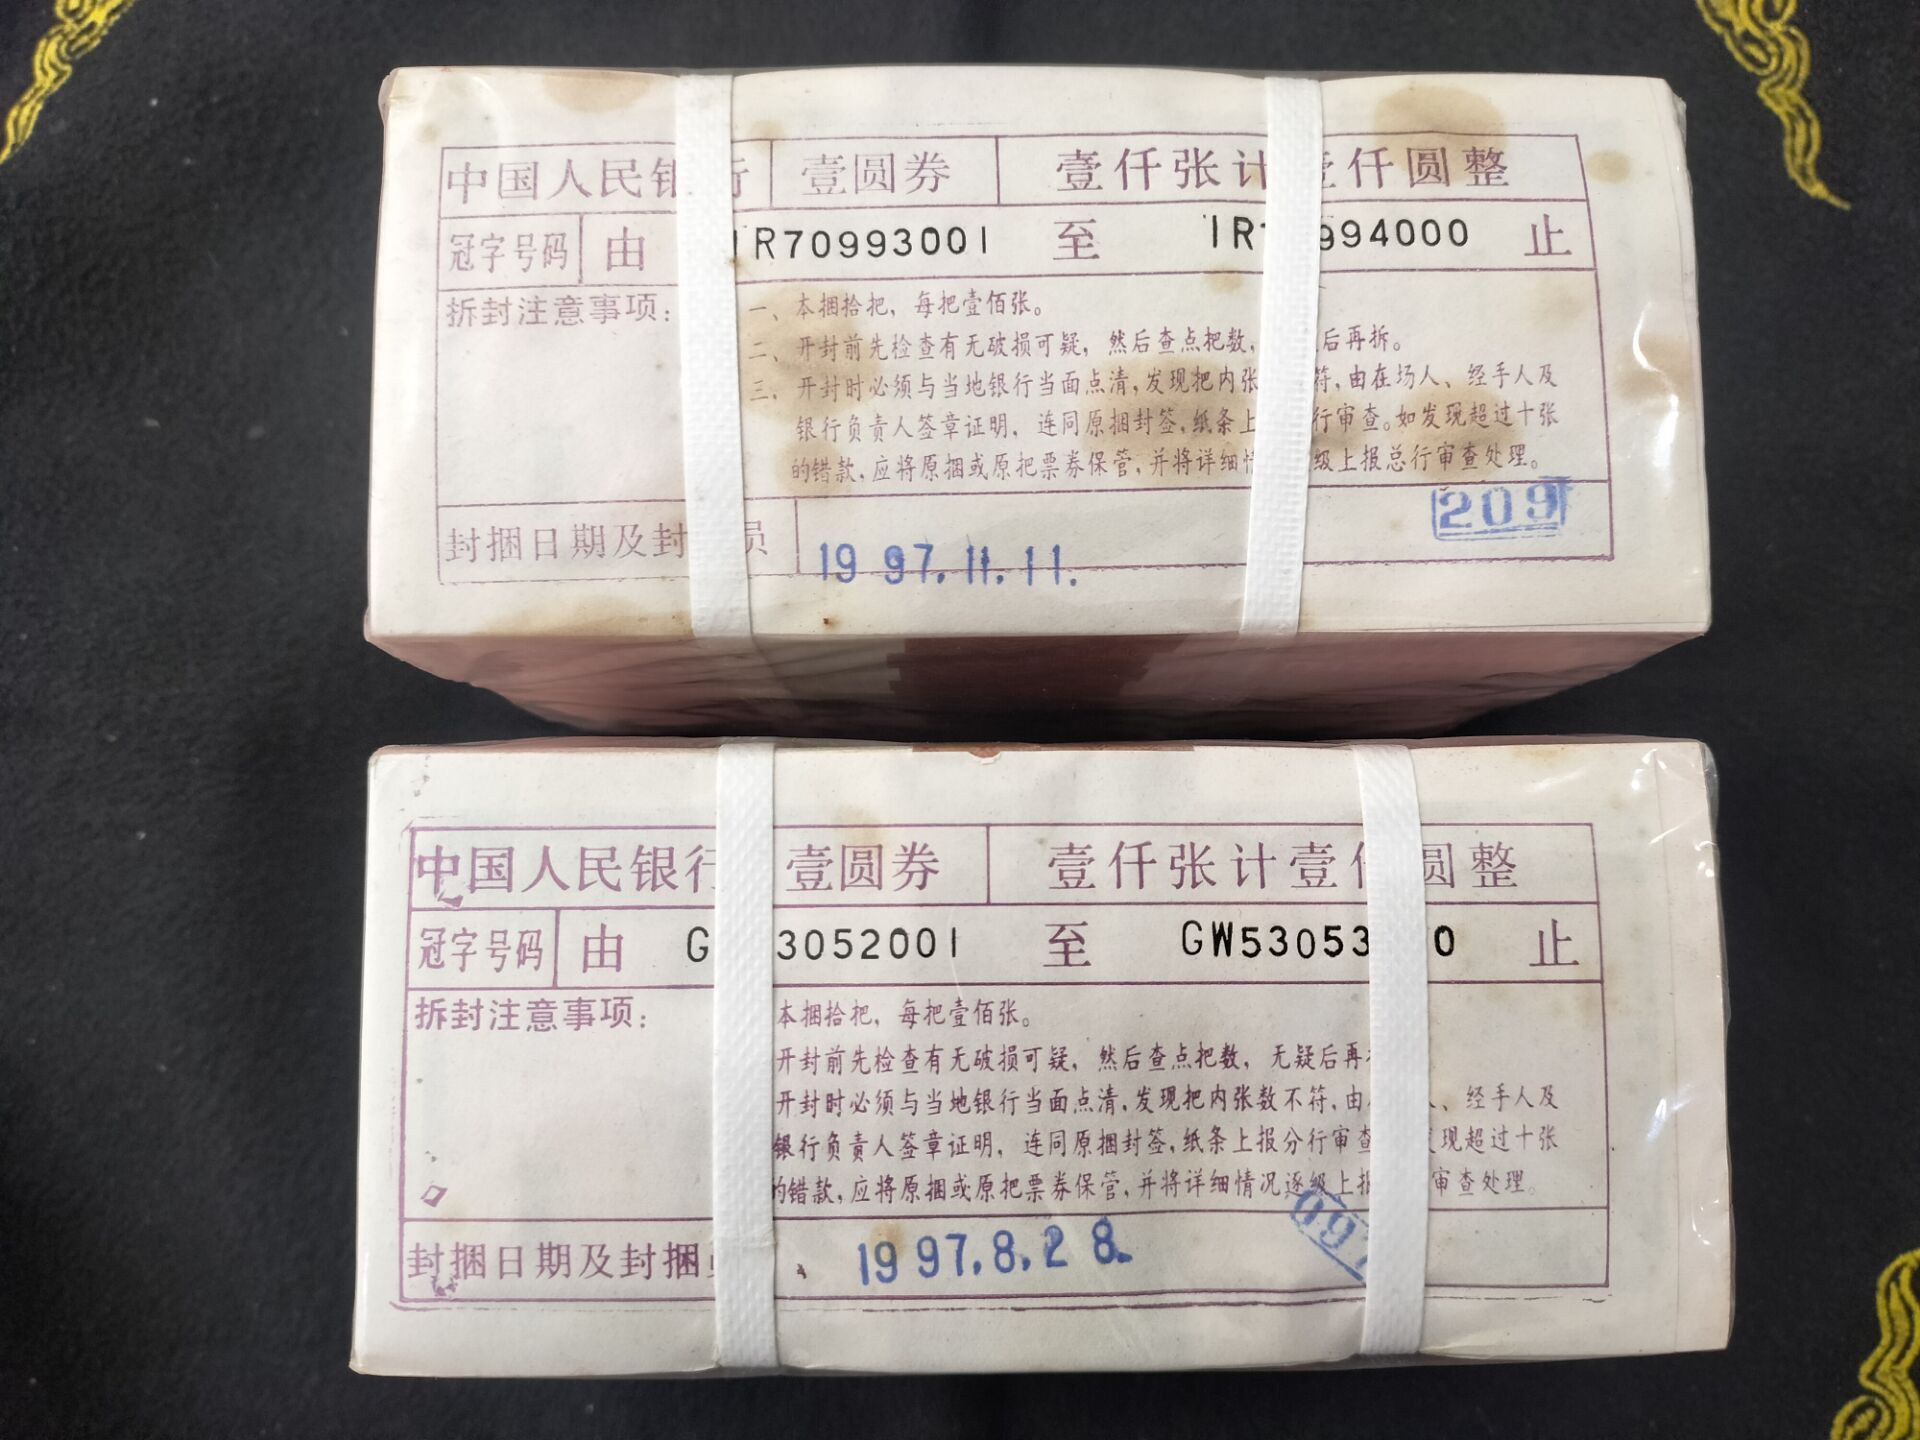 中国人民银行 壹圆券 壹仟张计壹仟圆整
冠字号码 由 IR70993001 至 IR 994000 止
拆封注意事项:
一、本捆拾把,每把壹佰张。
二、开封前先检查有无破损可疑,然后查点把数, 后再拆。
三、开封时必须与当地银行当面点清,发现把内张 符,由在场人、经手人及
银行负责人签章证明,连同原捆封签,纸条上 行审查。如发现超过十张
的错款,应将原捆或原把票券保管,并将详细情 级上报总行审查处理。
209
封捆日期及封 员 1997.11.11.
中国人民银行 壹圆券 壹仟张计壹仟圆整
冠字号码 由 G 3052001 至 GW53053 0 止
拆封注意事项:
本捆拾把,每把壹佰张。
开封前先检查有无破损可疑,然后查点把数,无疑后再
开封时必须与当地银行当面点清,发现把内张数不符,由 人、经手人及
银行负责人签章证明,连同原捆封签,纸条上报分行审查 发现超过十张
的错款,应将原捆或原把票券保管,并将详细情况逐级上报 审查处理。
封捆日期及封捆 1997.8.28. 097